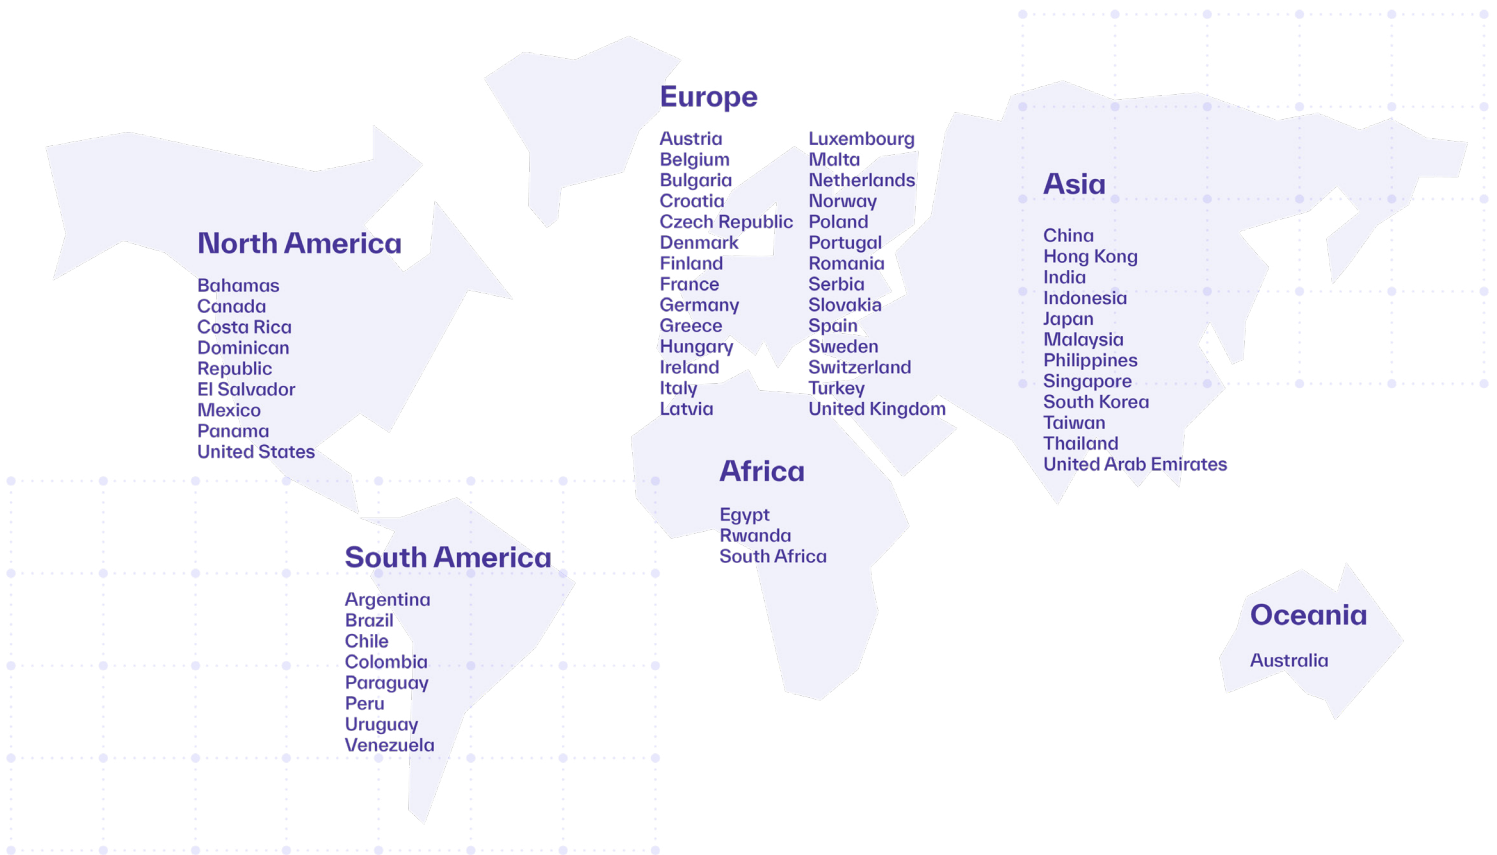 North America
Bahamas
Canada
Costa Rica
Dominican
Republic
El Salvador
Mexico
Panama
United States
South America
Argentina
Brazil
Chile
Colombia
Paraguay
Peru
Uruguay
Venezuela
Europe
Austria
Belgium
Bulgaria
Croatia
Czech Republic
Denmark
Finland
France
Germany
Greece
Hungary
Ireland
Italy
Latvia
Luxembourg
Malta
Netherlands
Norway
Poland
Portugal
Romania
Serbia
Slovakia
Spain
Sweden
Switzerland
Turkey
United Kingdom
Africa
Egypt
Rwanda
South Africa
Asia
China
Hong Kong
India
Indonesia
Japan
Malaysia
Philippines
Singapore
South Korea
Taiwan
Thailand
United Arab Emirates
Oceania
Australia